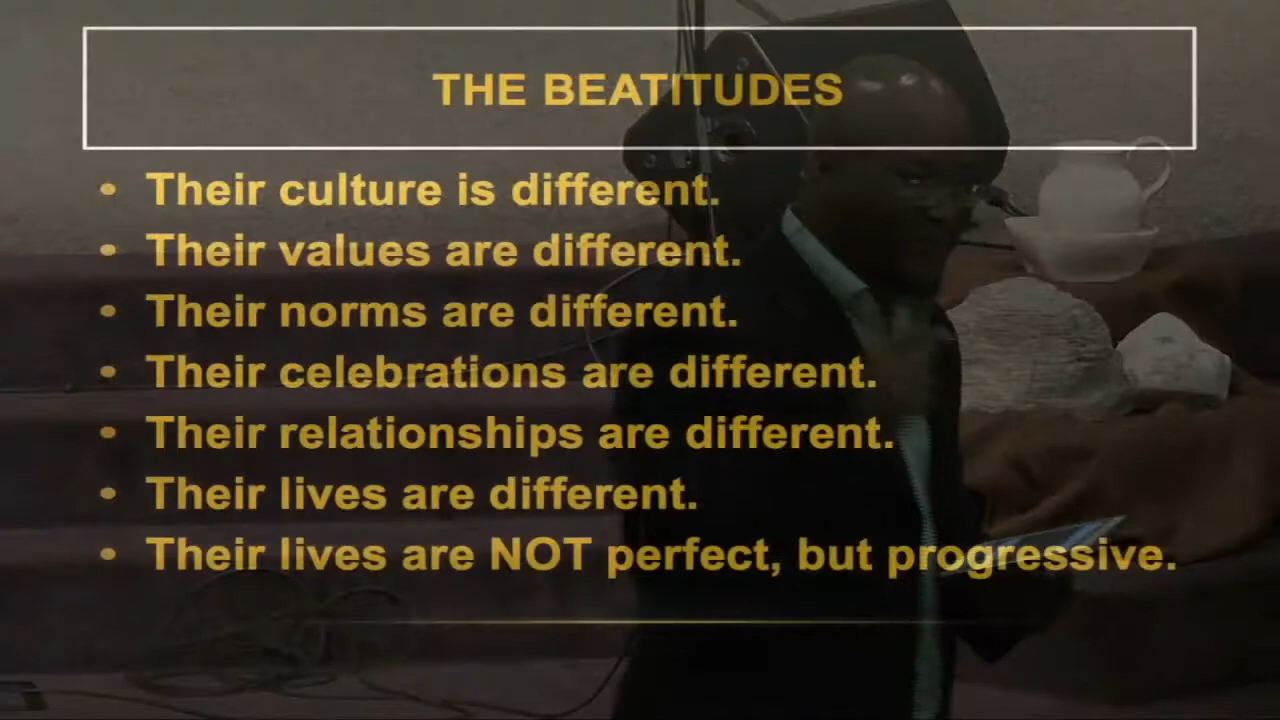 THE BEATITUDES
• Their culture is different.
• Their values are different.
• Their norms are different.
• Their celebrations are different.
• Their relationships are different.
• Their lives are different.
• Their lives are NOT perfect, but progressive.